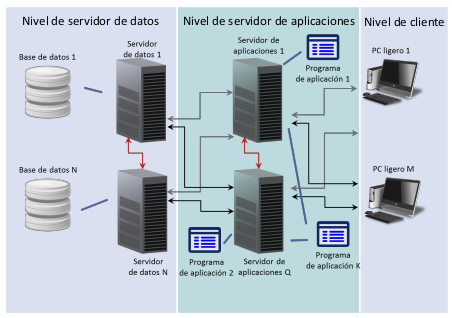 Nivel de servidor de datos
Nivel de servidor de aplicaciones
Nivel de cliente
Servidor
de datos 1
Servidor de
aplicaciones 1
Base de datos 1
PC ligero 1
Programa
de aplicación 1
Base de datos N
PC ligero M
Servidor
de datos N
Programa
de aplicación 2
Servidor de
aplicaciones Q
Programa
de aplicación K